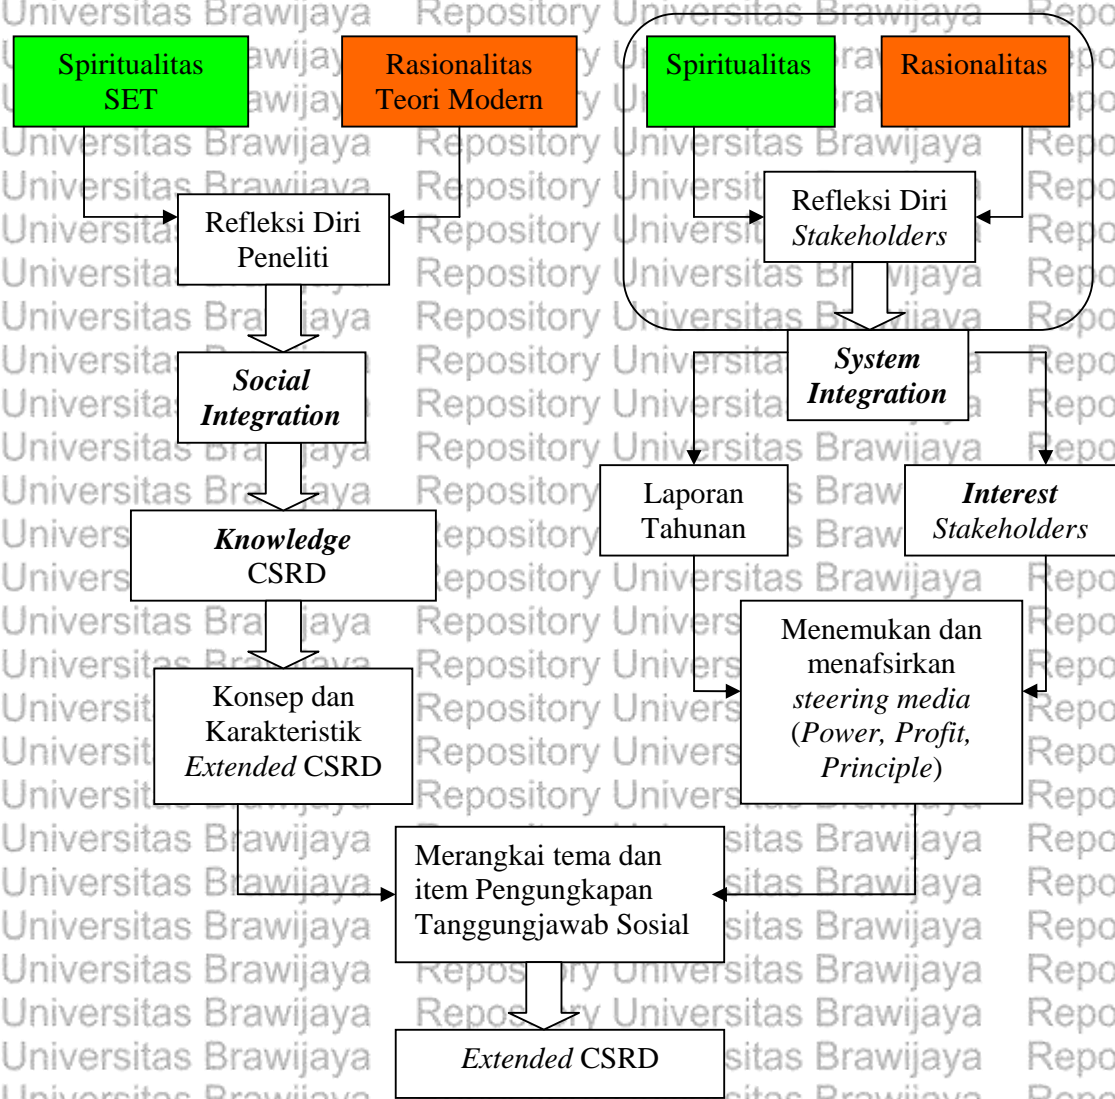 Spiritualitas
SET
Rasionalitas
Teori Modern
Spiritualitas
Rasionalitas
Refleksi Diri
Peneliti
Refleksi Diri
Stakeholders
Social
Integration
System
Integration
Knowledge
CSRD
Laporan
Tahunan
Interest
Stakeholders
Konsep dan
Karakteristik
Extended CSRD
Menemukan dan
menafsirkan
steering media
(Power, Profit,
Principle)
Merangkai tema dan
item Pengungkapan
Tanggungjawab Sosial
Extended CSRD
Repository Universitas Brawijaya